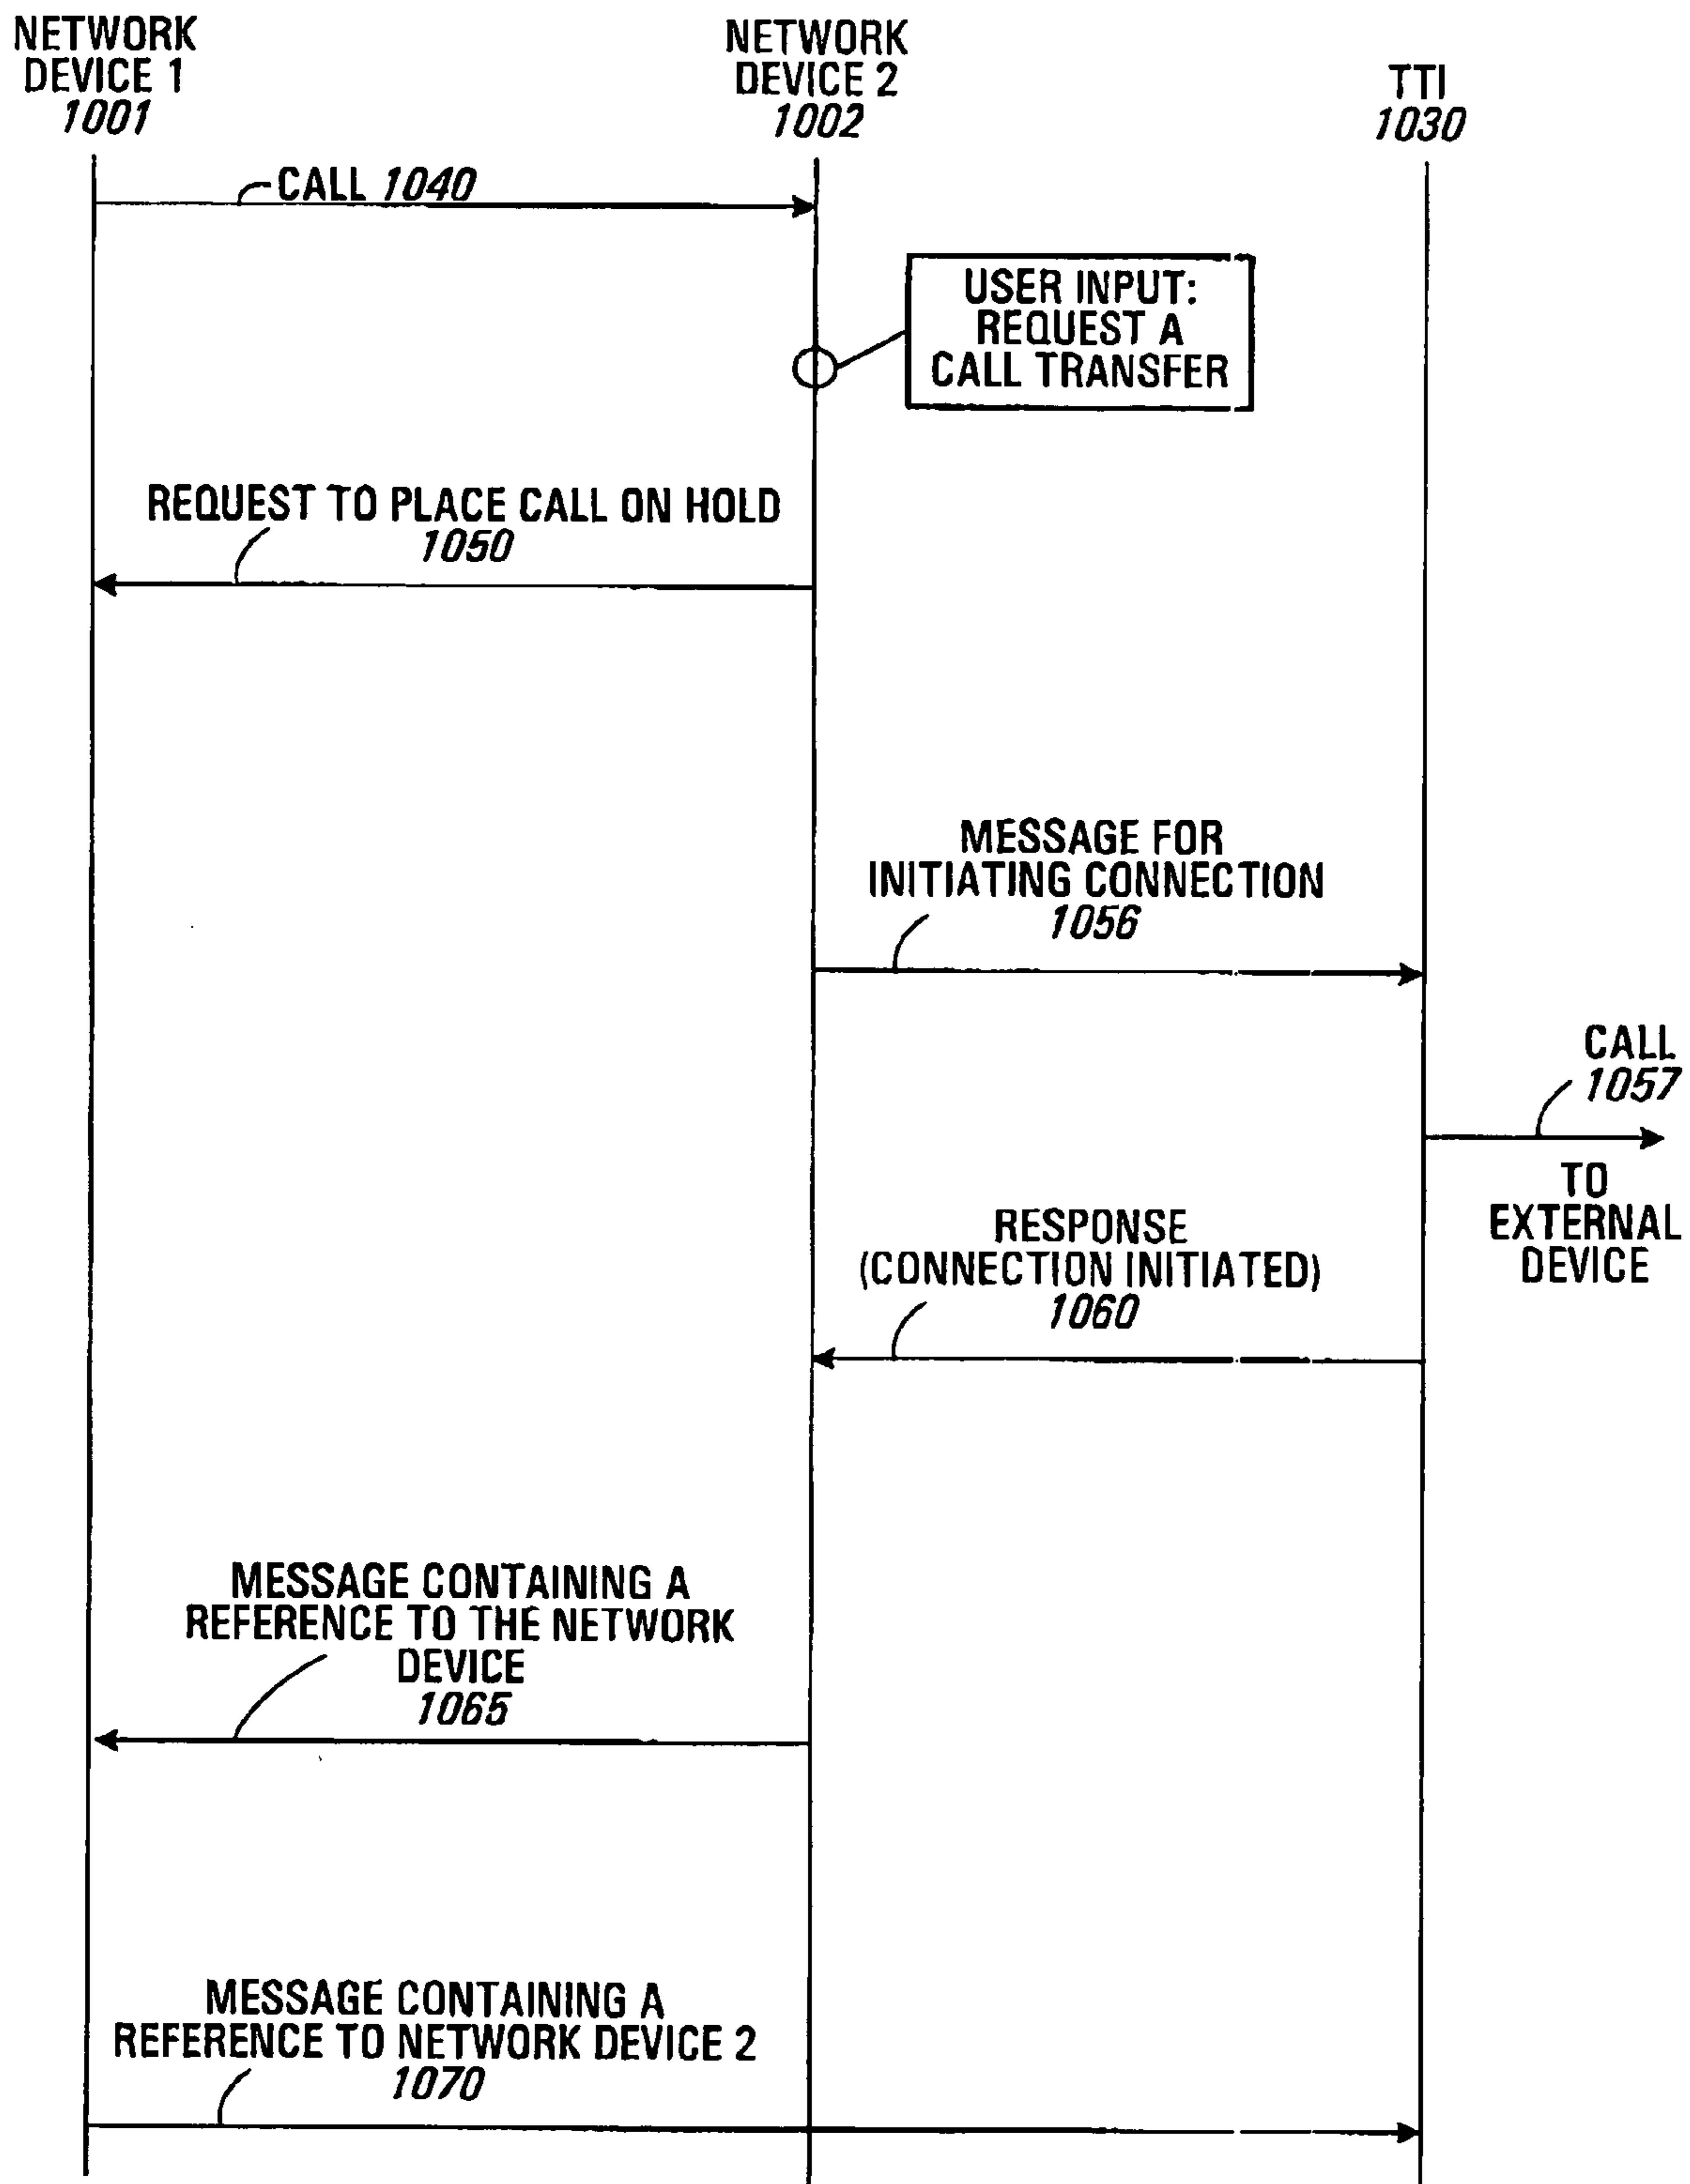 NETWORK
DEVICE 1
1001
NETWORK
DEVICE 2
1002
TTI
1030
CALL 1040
USER INPUT:
REQUEST A
CALL TRANSFER
REQUEST TO PLACE CALL ON HOLD
1050
MESSAGE FOR
INITIATING CONNECTION
1056
CALL
1057
TO
EXTERNAL
DEVICE
RESPONSE
(CONNECTION INITIATED)
1060
MESSAGE CONTAINING A
REFERENCE TO THE NETWORK
DEVICE
1065
MESSAGE CONTAINING A
REFERENCE TO NETWORK DEVICE 2
1070